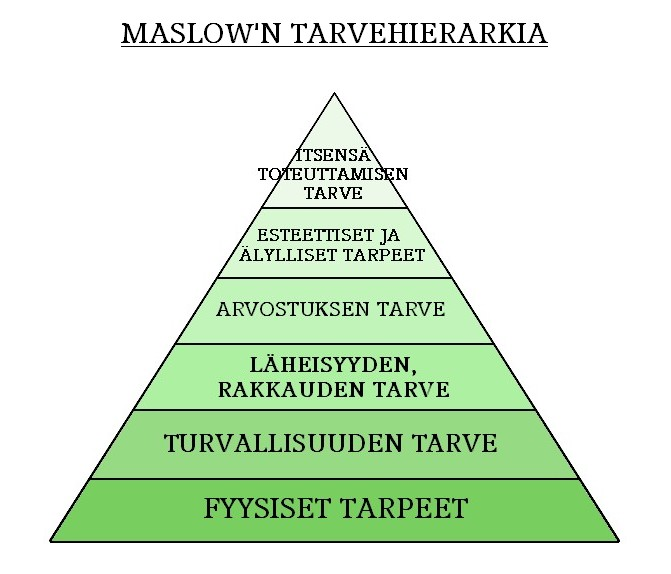 MASLOW'N TARVEHIERARKIA
ITSENSÄ
TOTEUTTAMISEN
TARVE
ESTEETTISET JA
ÄLYLLISET TARPEET
ARVOSTUKSEN TARVE
LÄHEISYYDEN,
RAKKAUDEN TARVE
TURVALLISUUDEN TARVE
FYYSISET TARPEET